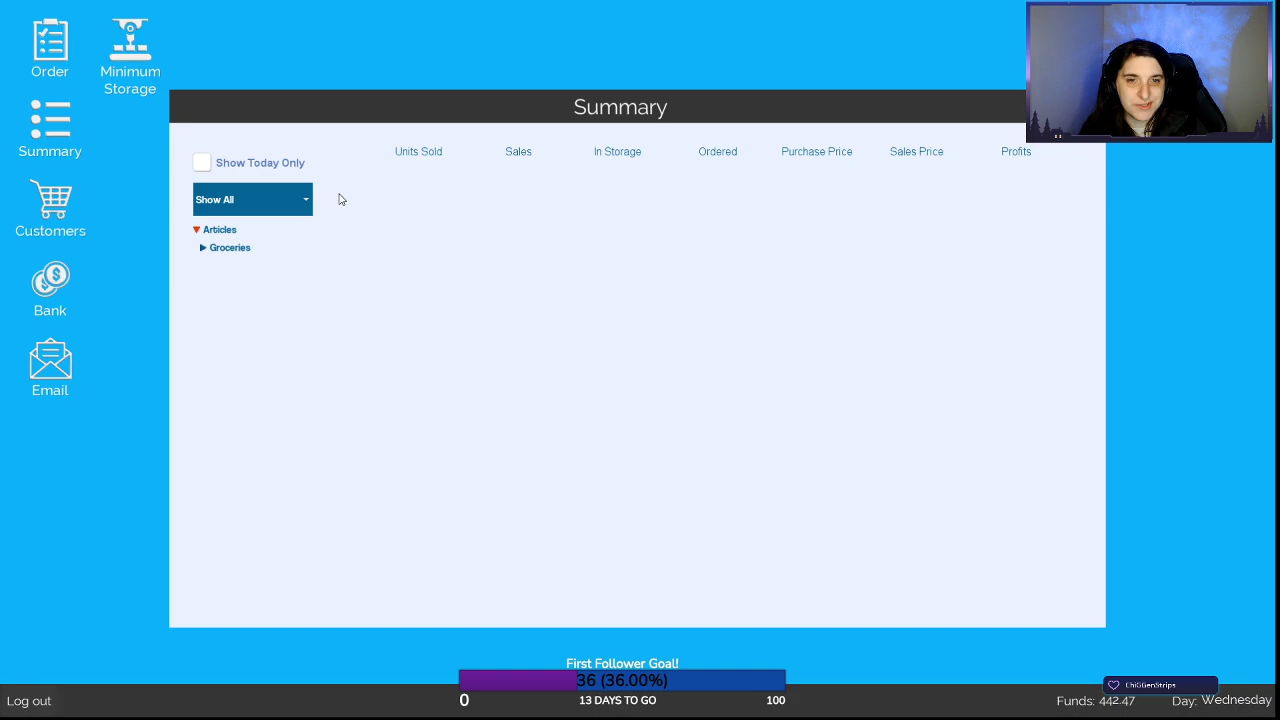 Order
Minimum
Storage
Summary
Customers
Bank
Email
Summary
Show Today Only
Show All
Articles
Groceries
Units Sold
Sales
In Storage
Ordered
Purchase Price
Sales Price
Profits
First Follower Goal!
36 (36.00%)
0
13 DAYS TO GO
100
ChiGGenStrips
Log out
Funds: 442.47
Day: Wednesday